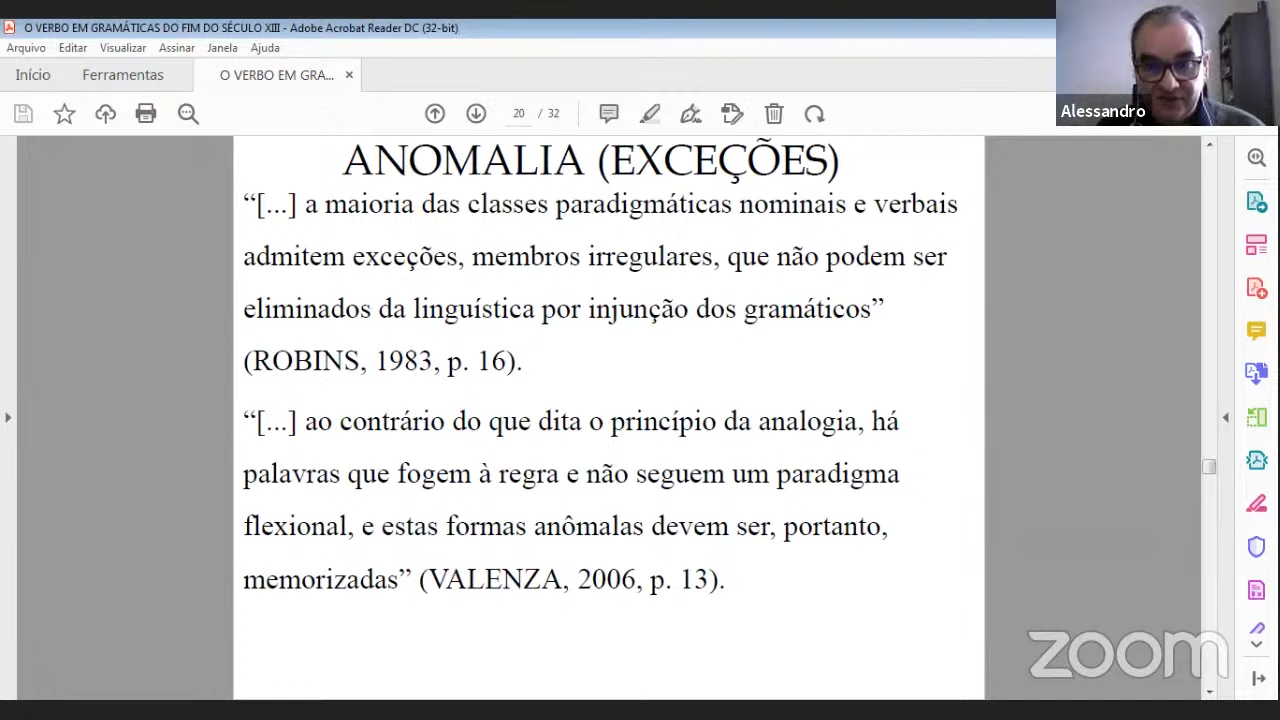 O VERBO EM GRAMÁTICAS DO FIM DO SÉCULO XIII - Adobe Acrobat Reader DC (32-bit)
Arquivo Editar Visualizar Assinar Janela Ajuda
Início Ferramentas O VERBO EM GRA... ×
20 / 32
Alessandro
ANOMALIA (EXCEÇÕES)
“[...] a maioria das classes paradigmáticas nominais e verbais
admitem exceções, membros irregulares, que não podem ser
eliminados da linguística por injunção dos gramáticos”
(ROBINS, 1983, p. 16).
“[...] ao contrário do que dita o princípio da analogia, há
palavras que fogem à regra e não seguem um paradigma
flexional, e estas formas anômalas devem ser, portanto,
memorizadas” (VALENZA, 2006, p. 13).
zoom